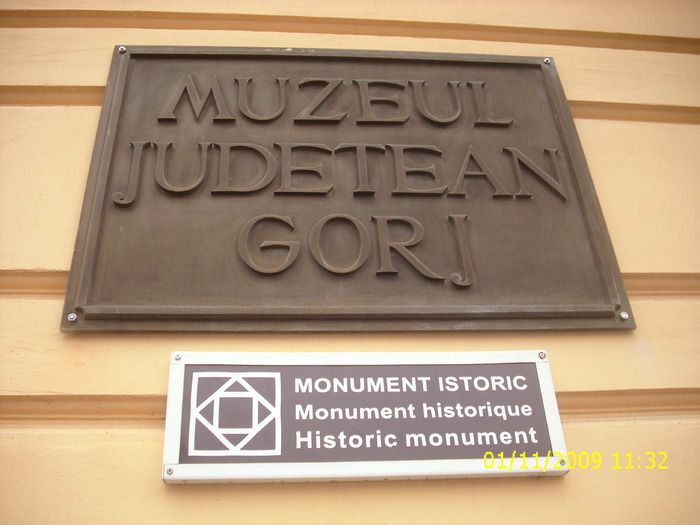 MUZEUL
JUDETEAN
GORJ
MONUMENT ISTORIC
Monument historique
Historic monument
01/11/2009 11:32